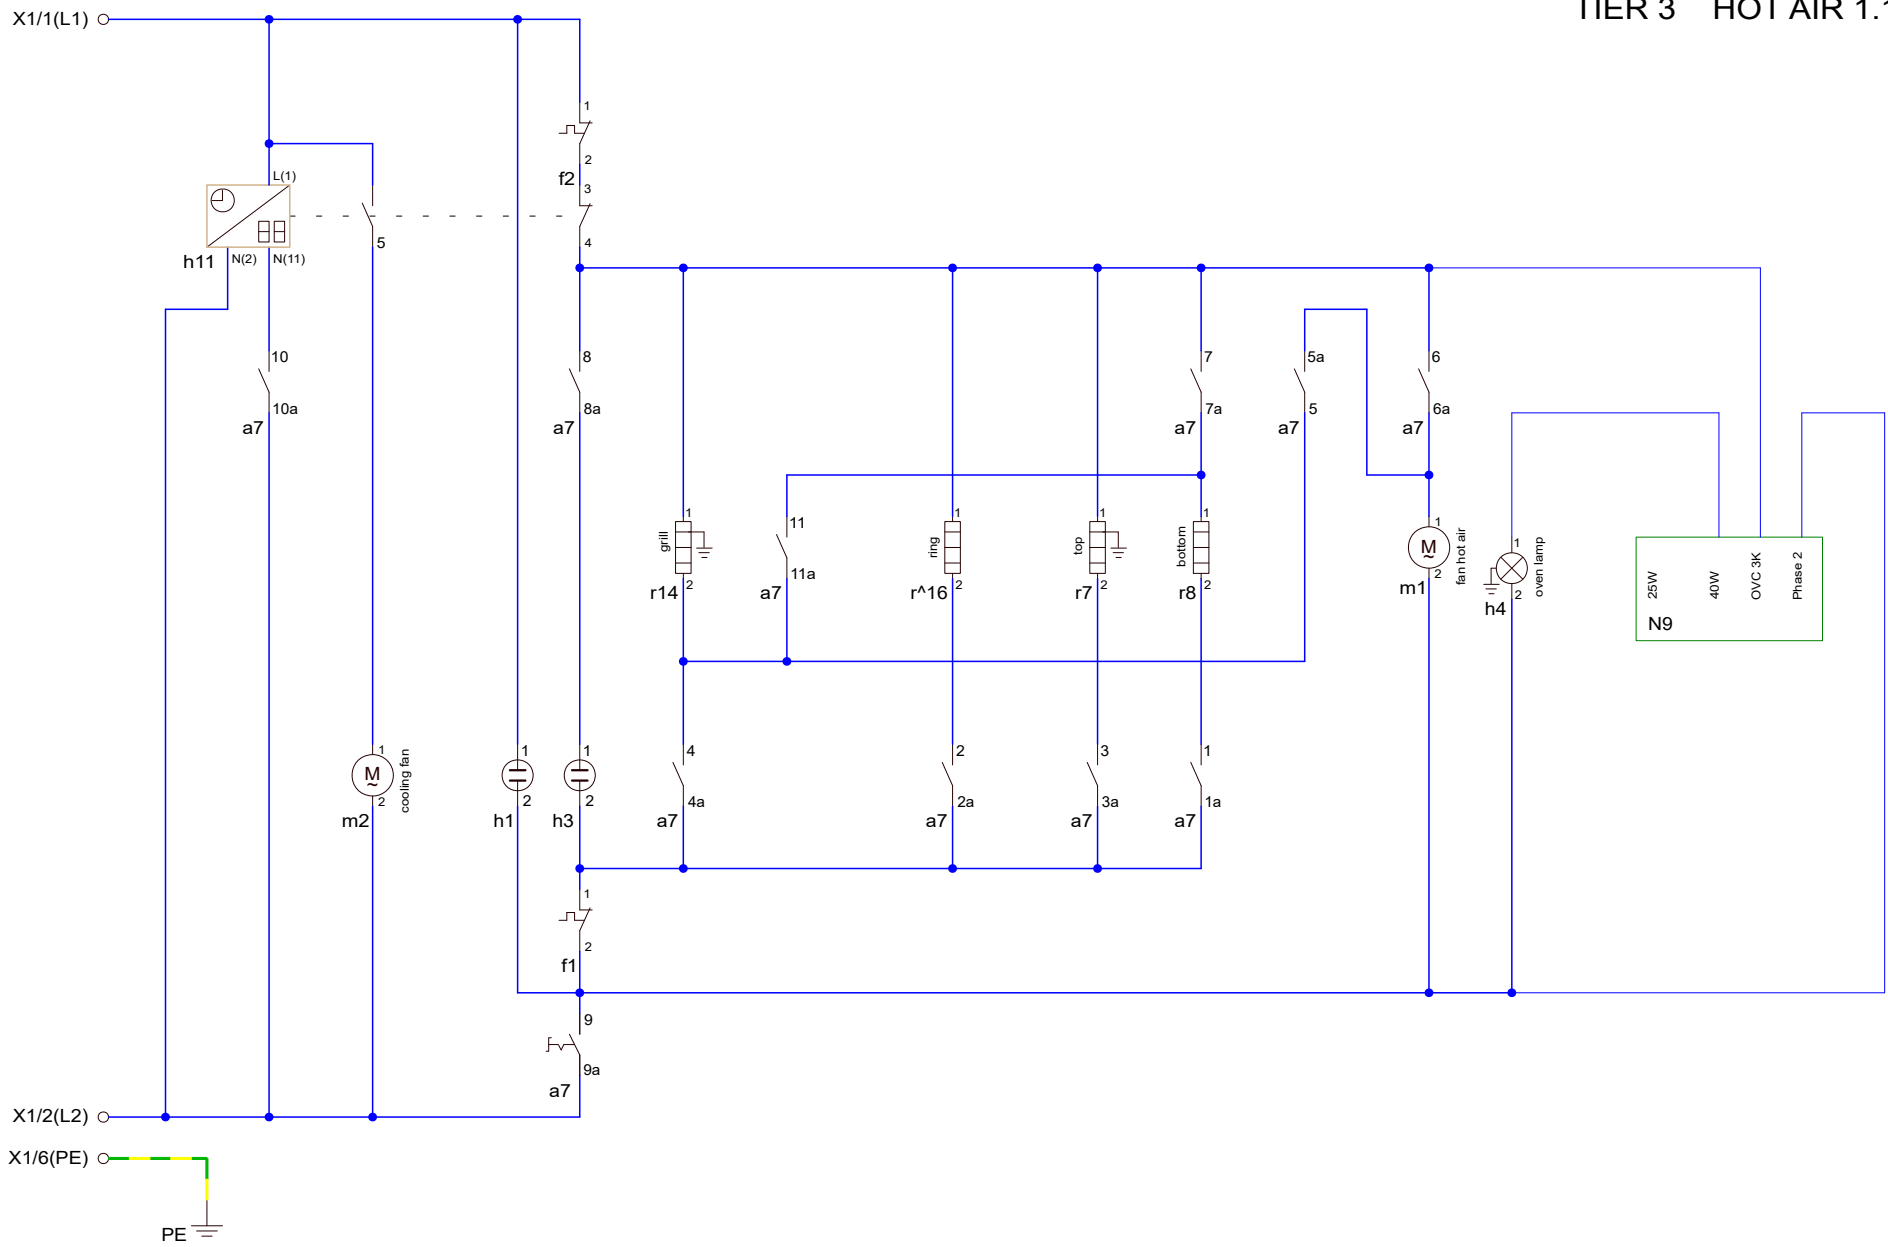 TIER 3 HOT AIR 1.1
X1/1(L1)
1
2
f2
L(1)
3
5
4
h11
N(2)
N(11)
10
8
7
5a
6
10a
8a
7a
5
6a
a7
a7
a7
a7
a7
1
11
1
1
1
1
1
grill
ring
top
bottom
M
~
fan hot air
oven lamp
25W
40W
OVC 3K
Phase 2
2
11a
2
2
2
2
2
r14
a7
r^16
r7
r8
m1
h4
N9
1
1
1
4
2
3
1
M
~
cooling fan
2
2
2
4a
2a
3a
1a
m2
h1
h3
a7
a7
a7
a7
1
2
f1
9
9a
a7
X1/2(L2)
X1/6(PE)
PE